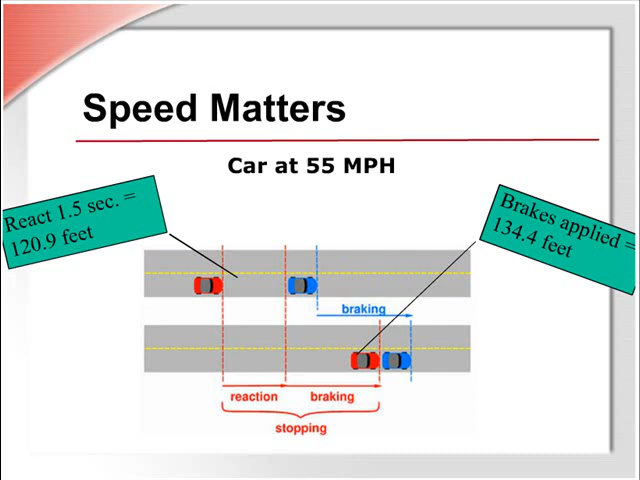 Speed Matters
Car at 55 MPH
React 1.5 sec. =
120.9 feet
Brakes applied =
134.4 feet
braking
reaction
braking
stopping